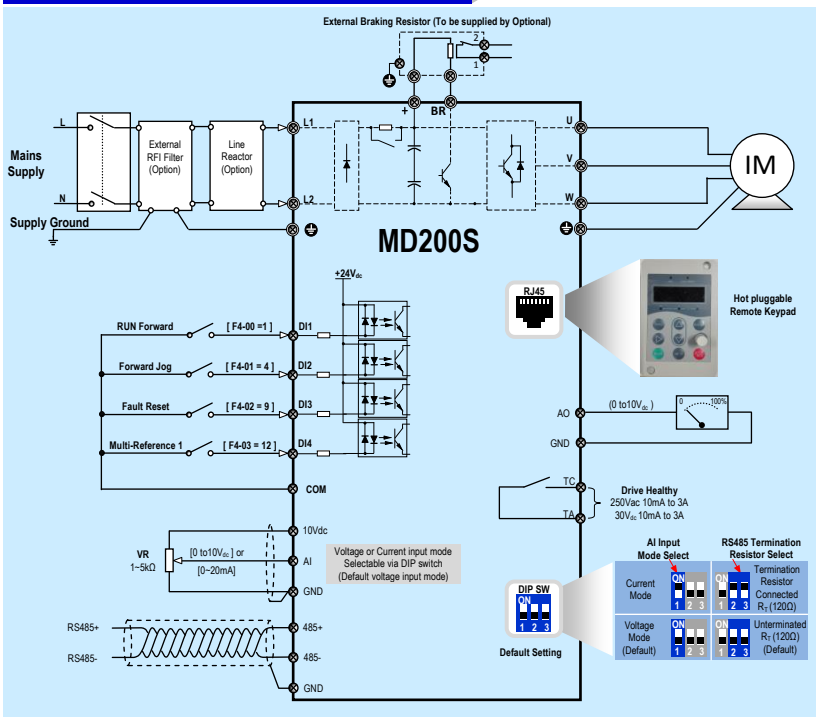 External Braking Resistor (To be supplied by Optional)
2
1
+
BR
L
L1
U
External
RFI Filter
(Option)
Line
Reactor
(Option)
Mains
Supply
V
IM
N
L2
W
Supply Ground
MD200S
+24Vdc
RJ45
Hot pluggable
Remote Keypad
RUN Forward
[ F4-00 =1 ]
DI1
Forward Jog
[ F4-01 = 4 ]
DI2
Fault Reset
[ F4-02 = 9 ]
DI3
Multi-Reference 1
[ F4-03 = 12 ]
DI4
COM
AO
(0 to10Vdc )
0
100%
GND
TC
TA
Drive Healthy
250Vac 10mA to 3A
30Vdc 10mA to 3A
10Vdc
VR
1~5kΩ
[0 to10Vdc ] or
[0~20mA]
AI
GND
Voltage or Current input mode
Selectable via DIP switch
(Default voltage input mode)
RS485+
485+
RS485-
485-
GND
DIP SW
ON
1 2 3
Default Setting
AI Input
Mode Select
RS485 Termination
Resistor Select
Current
Mode
ON
1 2 3
ON
1 2 3
Termination
Resistor
Connected
RT (120Ω)
Voltage
Mode
(Default)
ON
1 2 3
ON
1 2 3
Unterminated
RT (120Ω)
(Default)